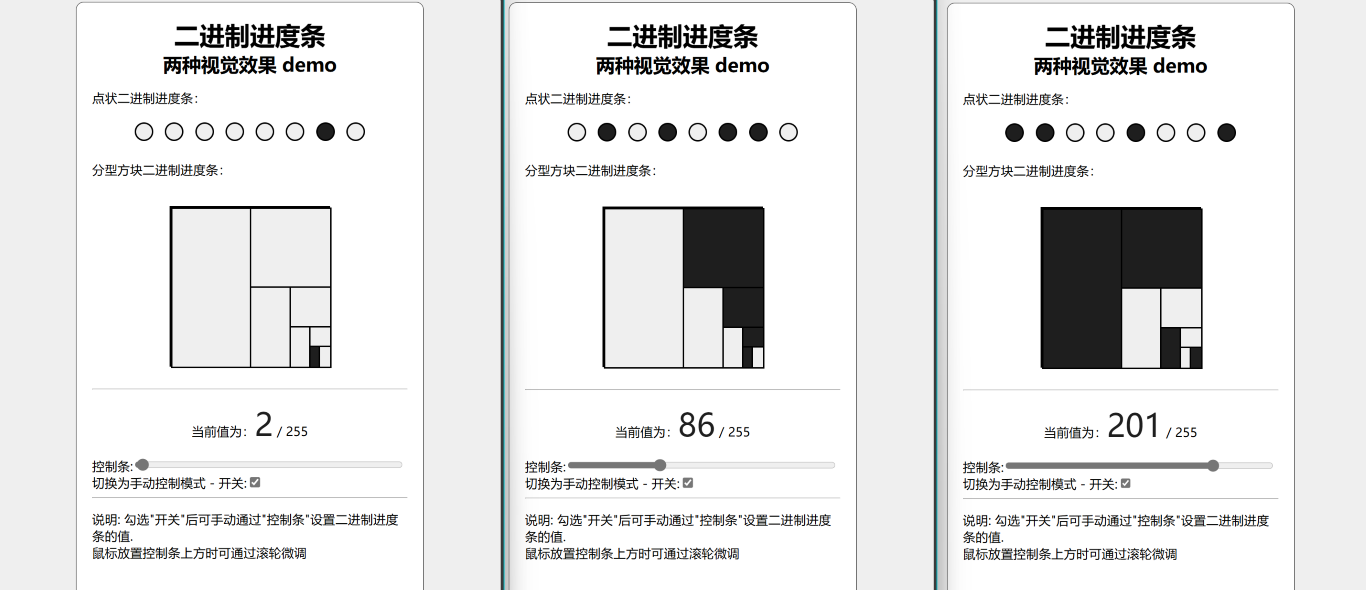 二进制进度条
两种视觉效果 demo
点状二进制进度条:
分型方块二进制进度条:
当前值为: 2 / 255
控制条:
切换为手动控制模式 - 开关:
说明: 勾选"开关"后可手动通过"控制条"设置二进制进度
条的值.
鼠标放置控制条上方时可通过滚轮微调
二进制进度条
两种视觉效果 demo
点状二进制进度条:
分型方块二进制进度条:
当前值为: 86 / 255
控制条:
切换为手动控制模式 - 开关:
说明: 勾选"开关"后可手动通过"控制条"设置二进制进度
条的值.
鼠标放置控制条上方时可通过滚轮微调
二进制进度条
两种视觉效果 demo
点状二进制进度条:
分型方块二进制进度条:
当前值为: 201 / 255
控制条:
切换为手动控制模式 - 开关:
说明: 勾选"开关"后可手动通过"控制条"设置二进制进度
条的值.
鼠标放置控制条上方时可通过滚轮微调